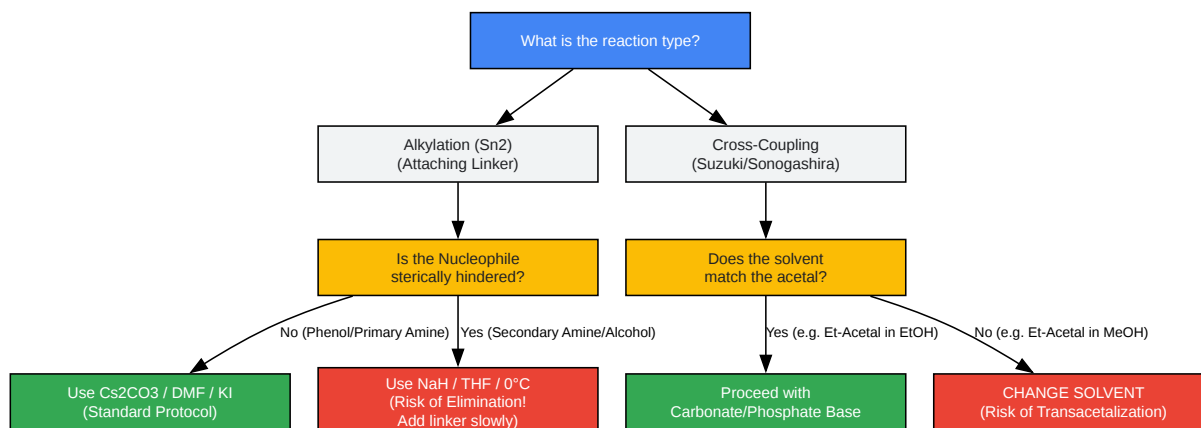 What is the reaction type?
Alkylation (Sn2)
(Attaching Linker)
Cross-Coupling
(Suzuki/Sonogashira)
Is the Nucleophile
sterically hindered?
Does the solvent
match the acetal?
No (Phenol/Primary Amine)
Yes (Secondary Amine/Alcohol)
Yes (e.g. Et-Acetal in EtOH)
No (e.g. Et-Acetal in MeOH)
Use Cs2CO3 / DMF / KI
(Standard Protocol)
Use NaH / THF / 0°C
(Risk of Elimination!
Add linker slowly)
Proceed with
Carbonate/Phosphate Base
CHANGE SOLVENT
(Risk of Transacetalization)